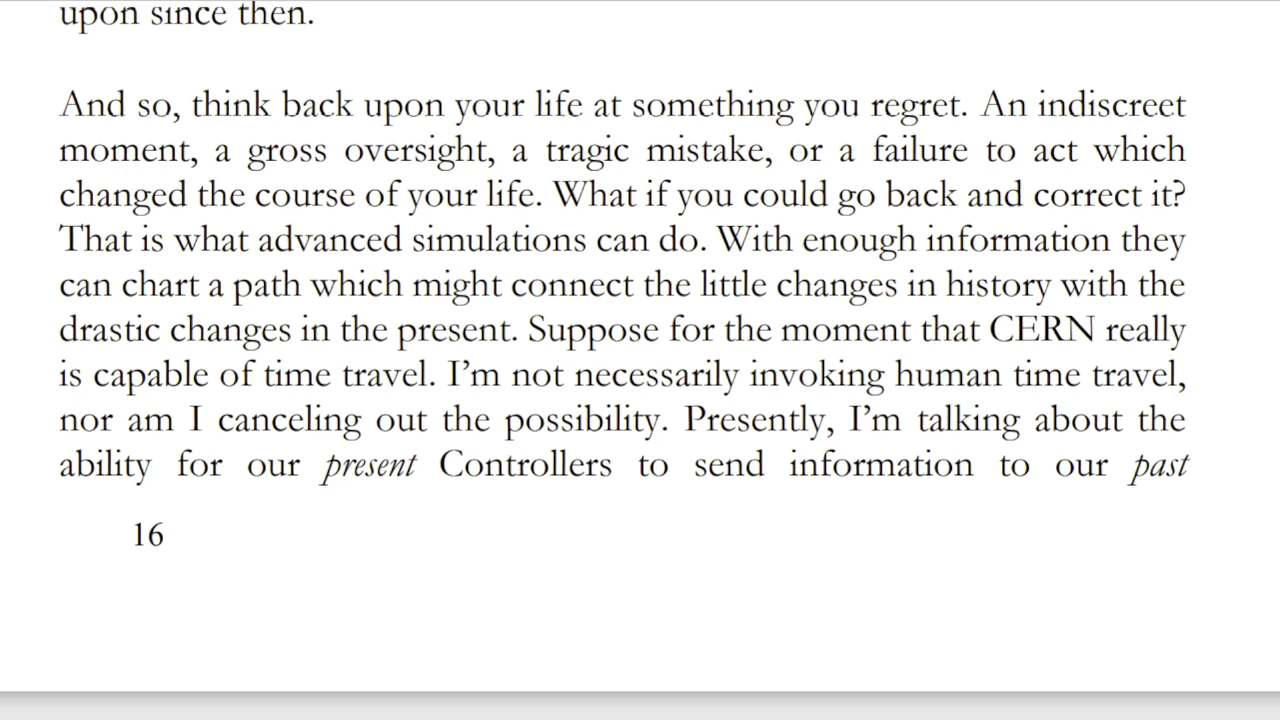 upon since then.
And so, think back upon your life at something you regret. An indiscreet
moment, a gross oversight, a tragic mistake, or a failure to act which
changed the course of your life. What if you could go back and correct it?
That is what advanced simulations can do. With enough information they
can chart a path which might connect the little changes in history with the
drastic changes in the present. Suppose for the moment that CERN really
is capable of time travel. I’m not necessarily invoking human time travel,
nor am I canceling out the possibility. Presently, I’m talking about the
ability for our present Controllers to send information to our past
16